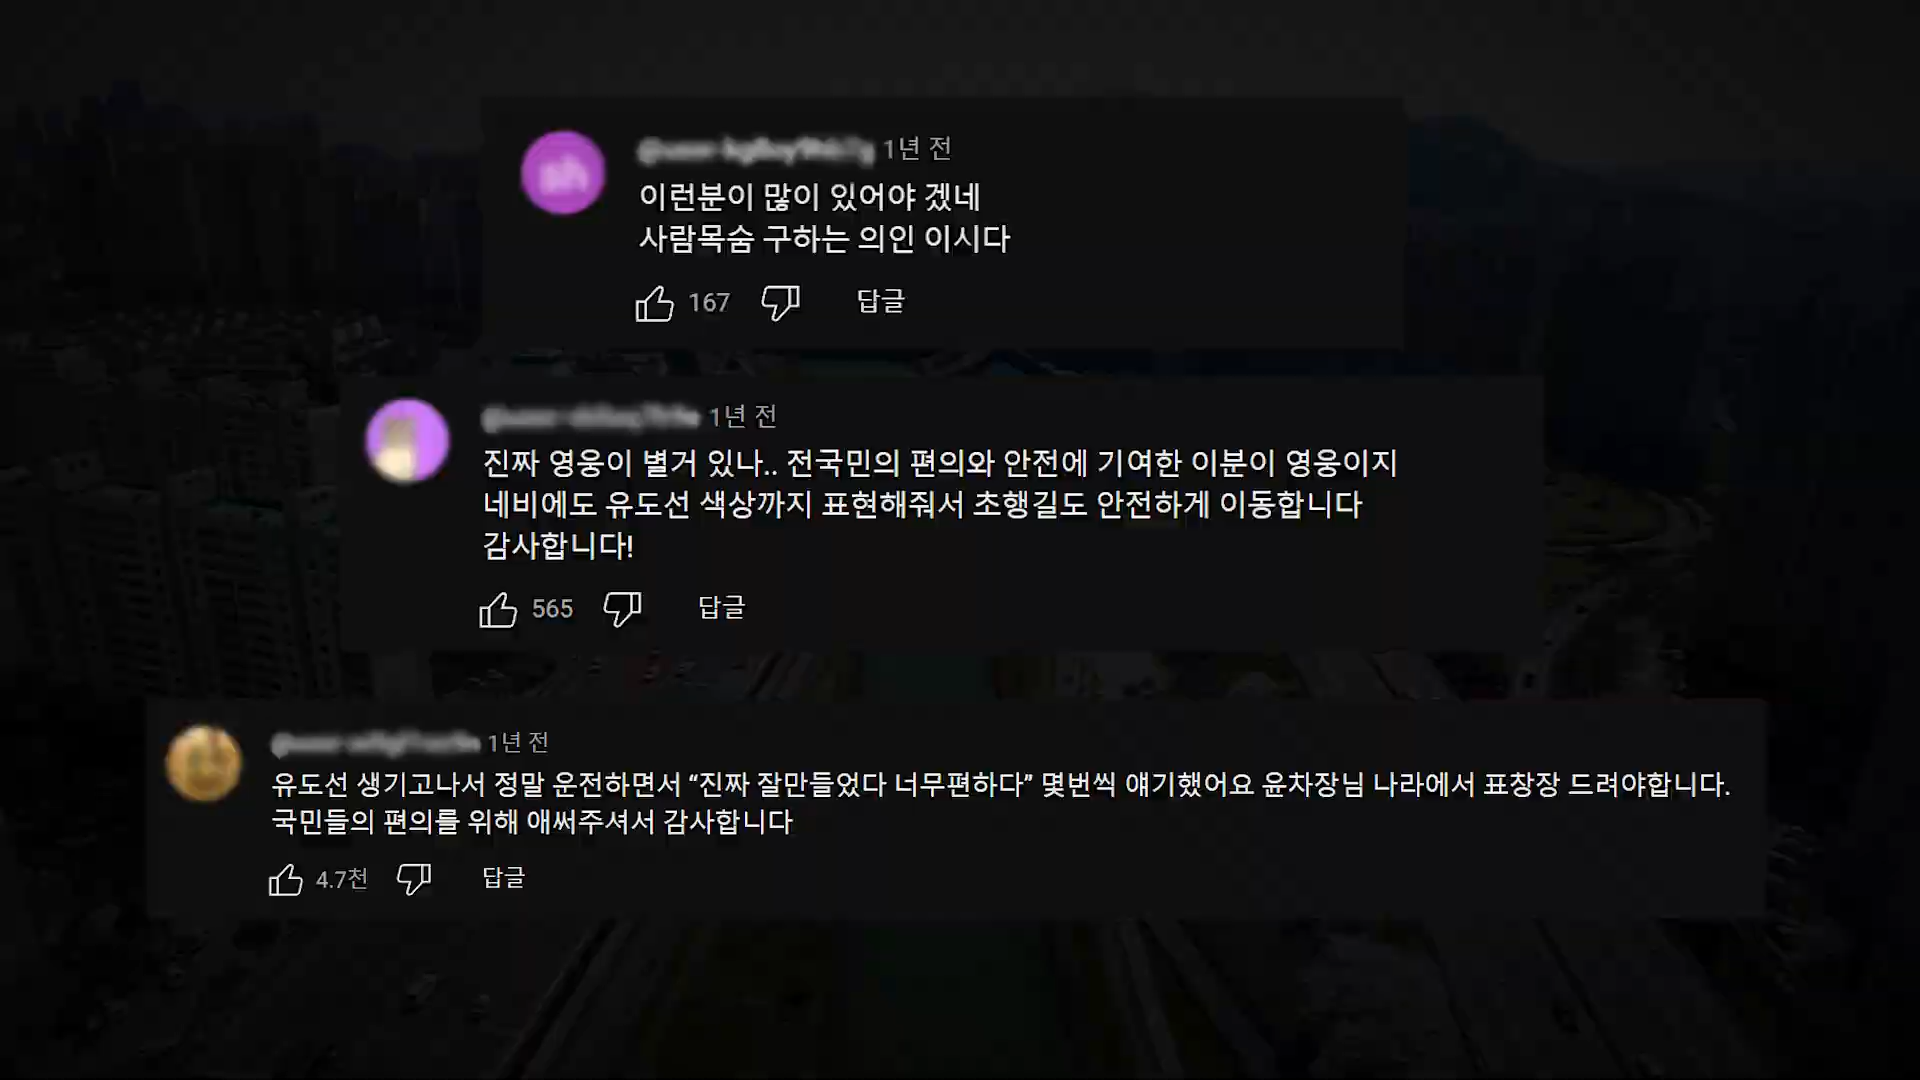 1년 전
이런분이 많이 있어야 겠네
사람목숨 구하는 의인 이시다
167 답글
1년 전
진짜 영웅이 별거 있나.. 전국민의 편의와 안전에 기여한 이분이 영웅이지
네비에도 유도선 색상까지 표현해줘서 초행길도 안전하게 이동합니다
감사합니다!
565 답글
1년 전
유도선 생기고나서 정말 운전하면서 “진짜 잘만들었다 너무편하다” 몇번씩 얘기했어요 윤차장님 나라에서 표창장 드려야합니다.
국민들의 편의를 위해 애써주셔서 감사합니다
4.7천 답글